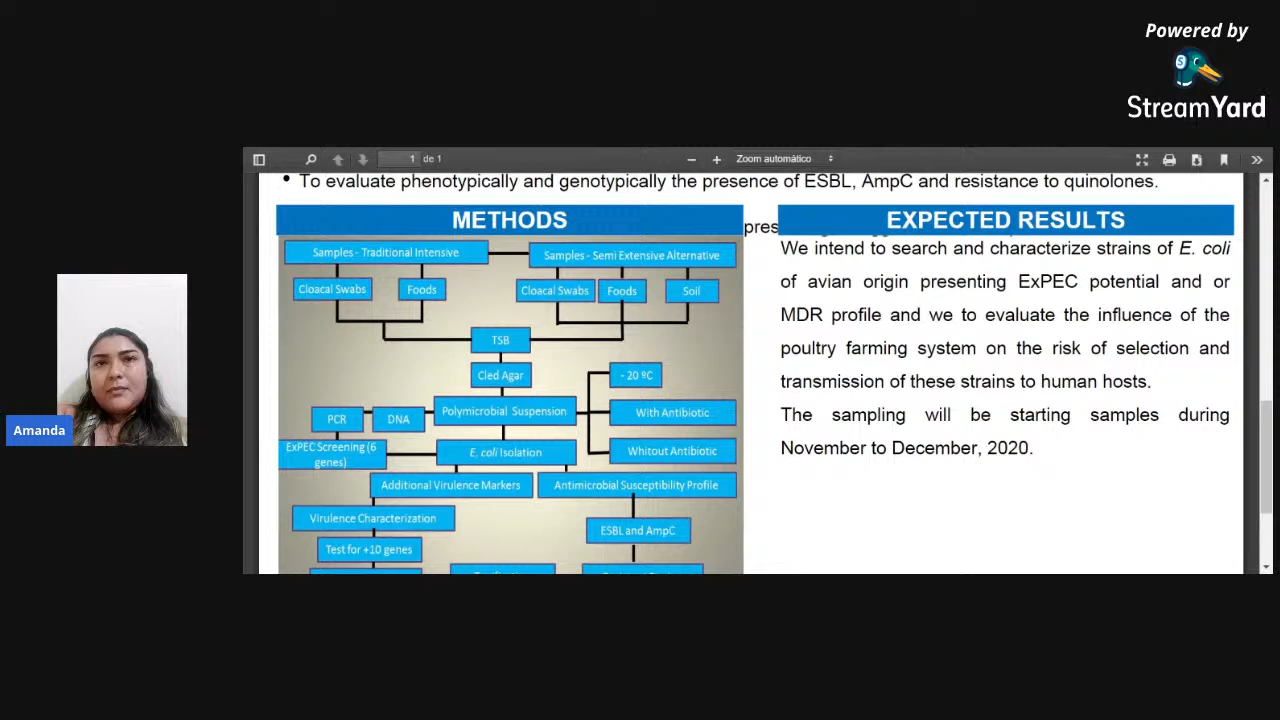 Powered by
StreamYard
1 de 1
Zoom automático
• To evaluate phenotypically and genotypically the presence of ESBL, AmpC and resistance to quinolones.
METHODS
Samples - Traditional Intensive
Samples - Semi Extensive Alternative
Cloacal Swabs
Foods
Cloacal Swabs
Foods
Soil
TSB
Cled Agar
- 20 ºC
PCR
DNA
Polymicrobial Suspension
With Antibiotic
ExPEC Screening (6
genes)
E. coli Isolation
Whitout Antibiotic
Additional Virulence Markers
Antimicrobial Susceptibility Profile
Virulence Characterization
ESBL and AmpC
Test for +10 genes
EXPECTED RESULTS
We intend to search and characterize strains of E. coli
of avian origin presenting ExPEC potential and or
MDR profile and we to evaluate the influence of the
poultry farming system on the risk of selection and
transmission of these strains to human hosts.
The sampling will be starting samples during
November to December, 2020.
Amanda